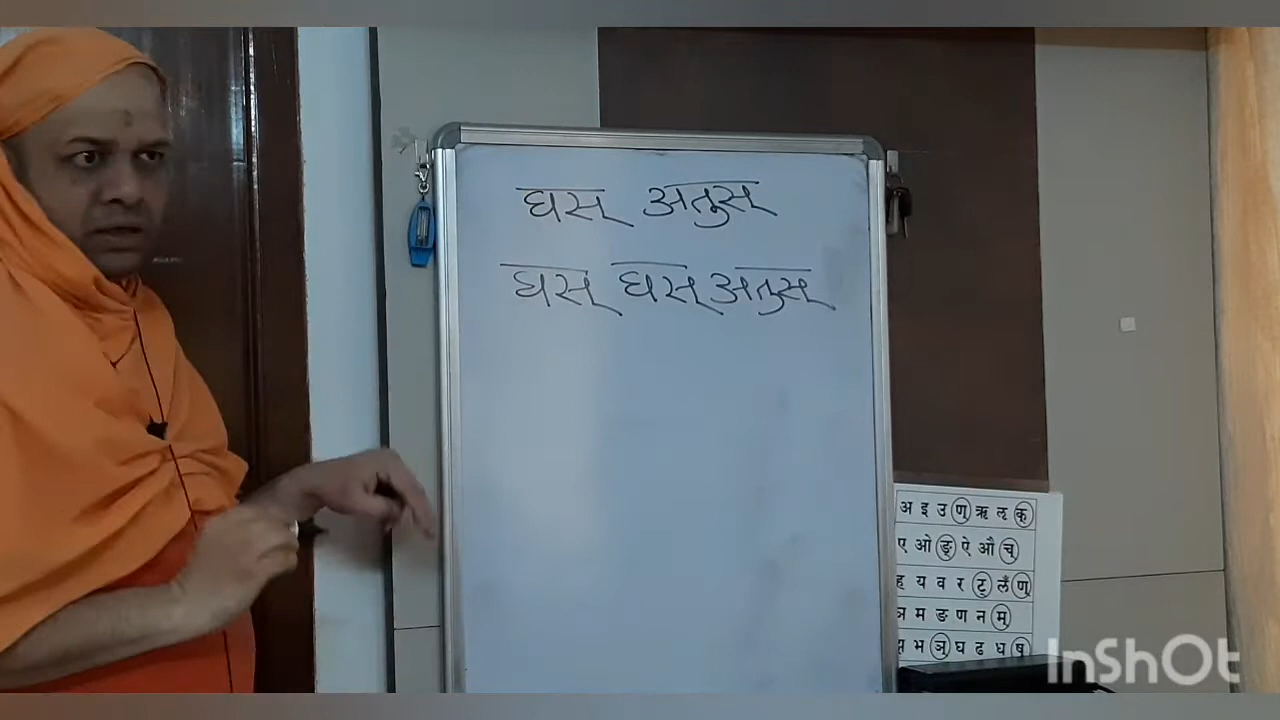 घस् अतुस्
घस् घस् अतुस्
अ इ उ ण् ऋ लृ क्
ए ओ ङ् ऐ औ च्
ह य व र ट् लँ ण्
ञ म ङ ण न म्
झ भ ञ् घ ढ ध ष्
InShOt